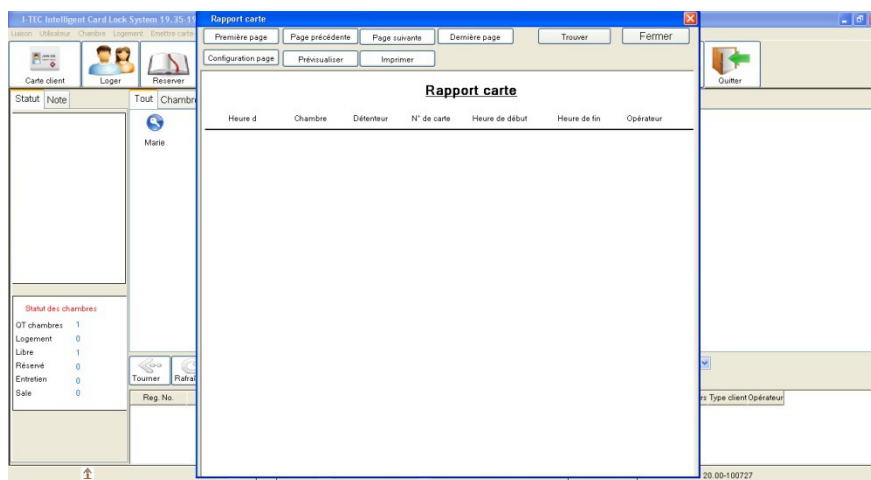 I-TEC Intelligent Card Lock System 19.35-19
Rapport carte
Liaison Utilisateur Chambre Logement Emettre carte
Première page Page précédente Page suivante Dernière page Trouver Fermer
Configuration page Prévisualiser Imprimer
Carte client Loger Reserver Quitter
Rapport carte
Statut Note Tout Chambr
Heure d Chambre Détenteur N° de carte Heure de début Heure de fin Opérateur
Marie
Statut des chambres
QT chambres 1
Logement 0
Libre 1
Réservé 0
Entretien 0
Sale 0
Tourner Rafraî
Reg. No. rs Type client Opérateur
20.00-100727